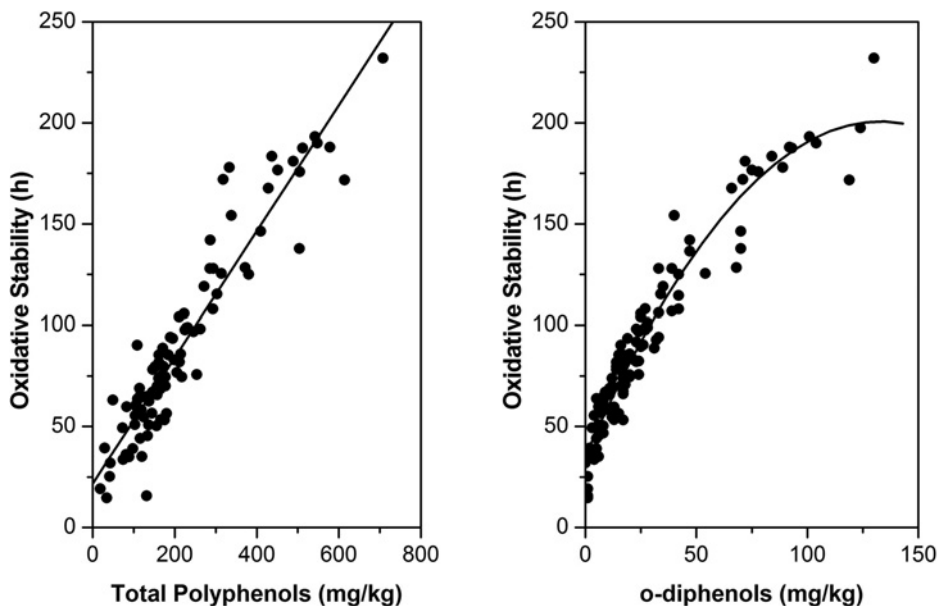 250
200
150
100
50
0
Oxidative Stability (h)
0 200 400 600 800
Total Polyphenols (mg/kg)
250
200
150
100
50
0
Oxidative Stability (h)
0 50 100 150
o-diphenols (mg/kg)